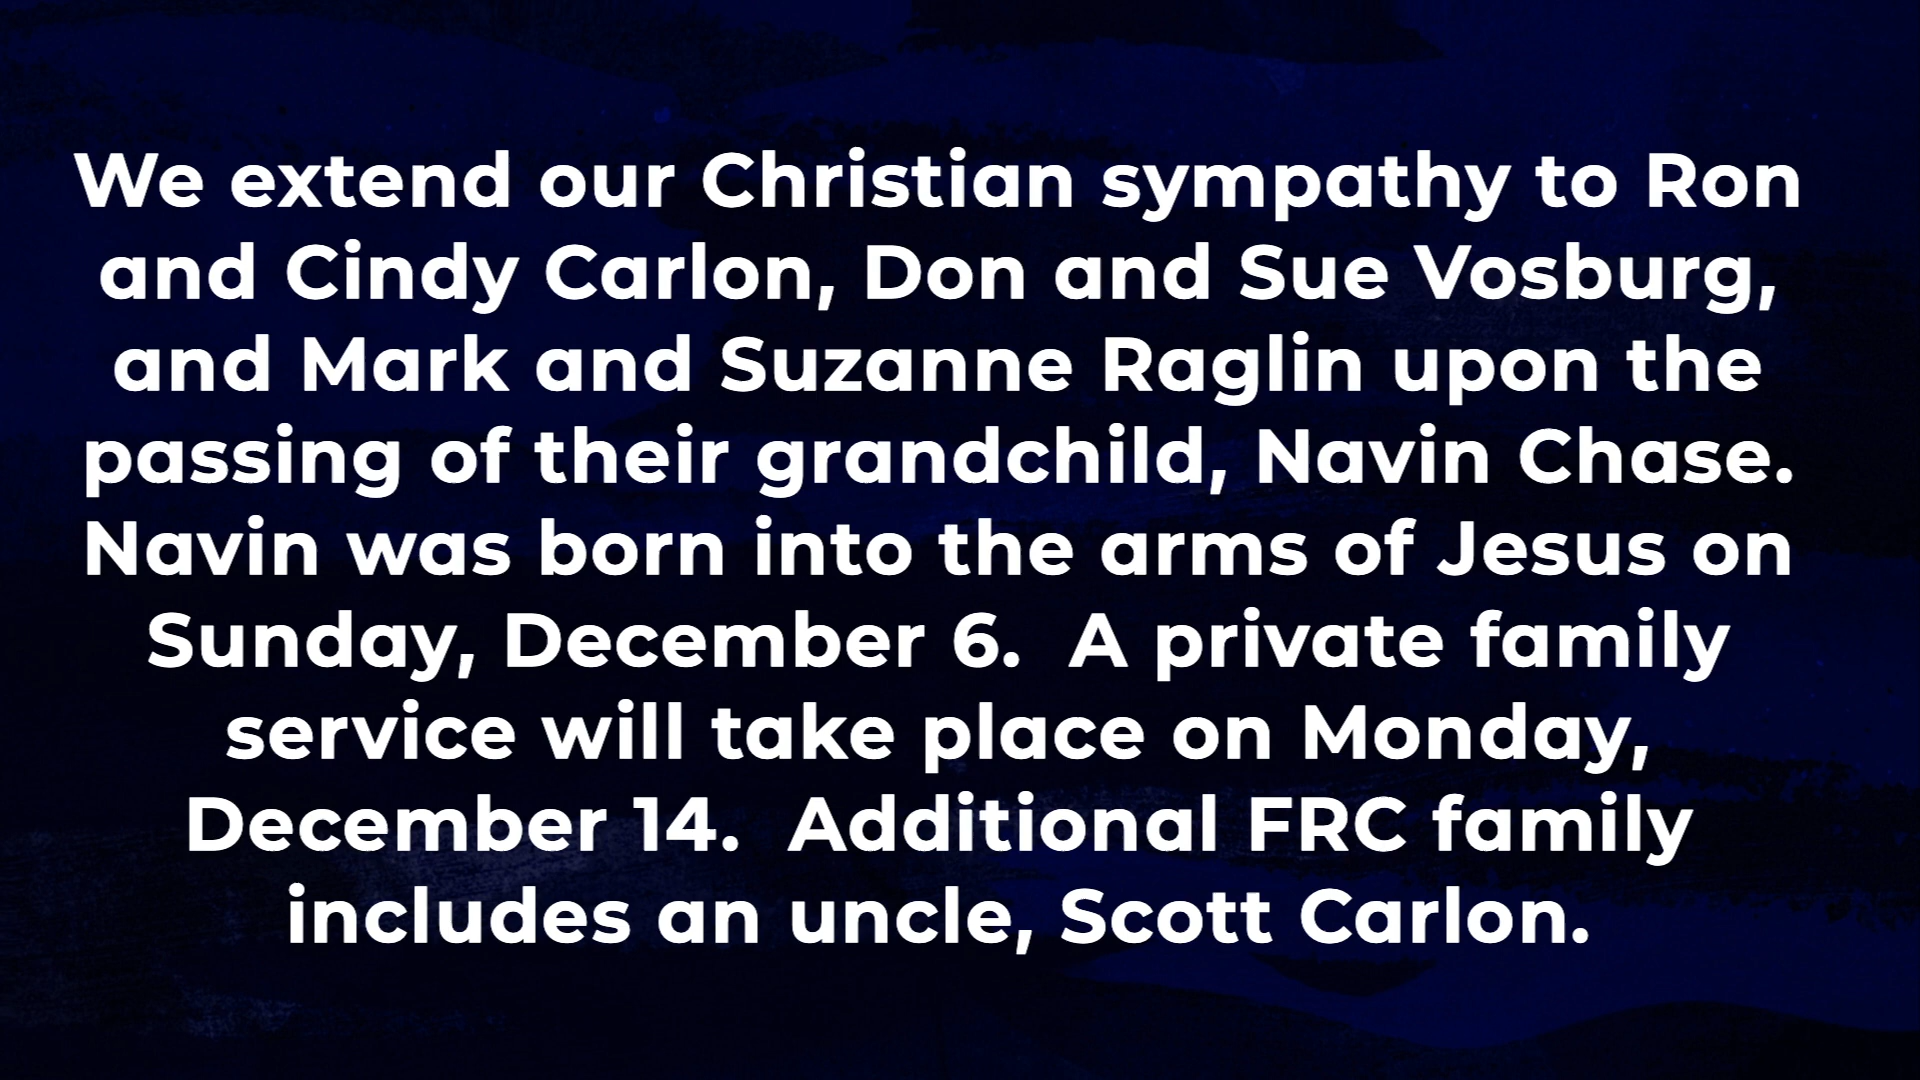 We extend our Christian sympathy to Ron
and Cindy Carlon, Don and Sue Vosburg,
and Mark and Suzanne Raglin upon the
passing of their grandchild, Navin Chase.
Navin was born into the arms of Jesus on
Sunday, December 6.  A private family
service will take place on Monday,
December 14.  Additional FRC family
includes an uncle, Scott Carlon.